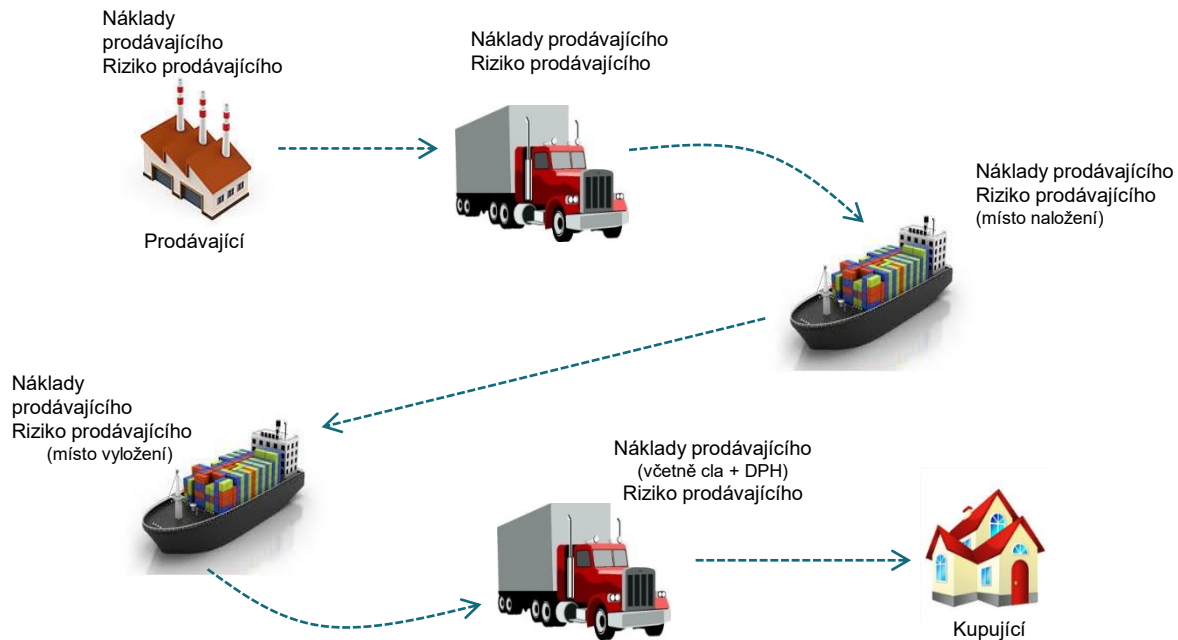 Náklady
prodávajícího
Riziko prodávajícího
Prodávající
Náklady prodávajícího
Riziko prodávajícího
Náklady prodávajícího
Riziko prodávajícího
(místo naložení)
Náklady
prodávajícího
Riziko prodávajícího
(místo vyložení)
Náklady prodávajícího
(včetně cla + DPH)
Riziko prodávajícího
Kupující